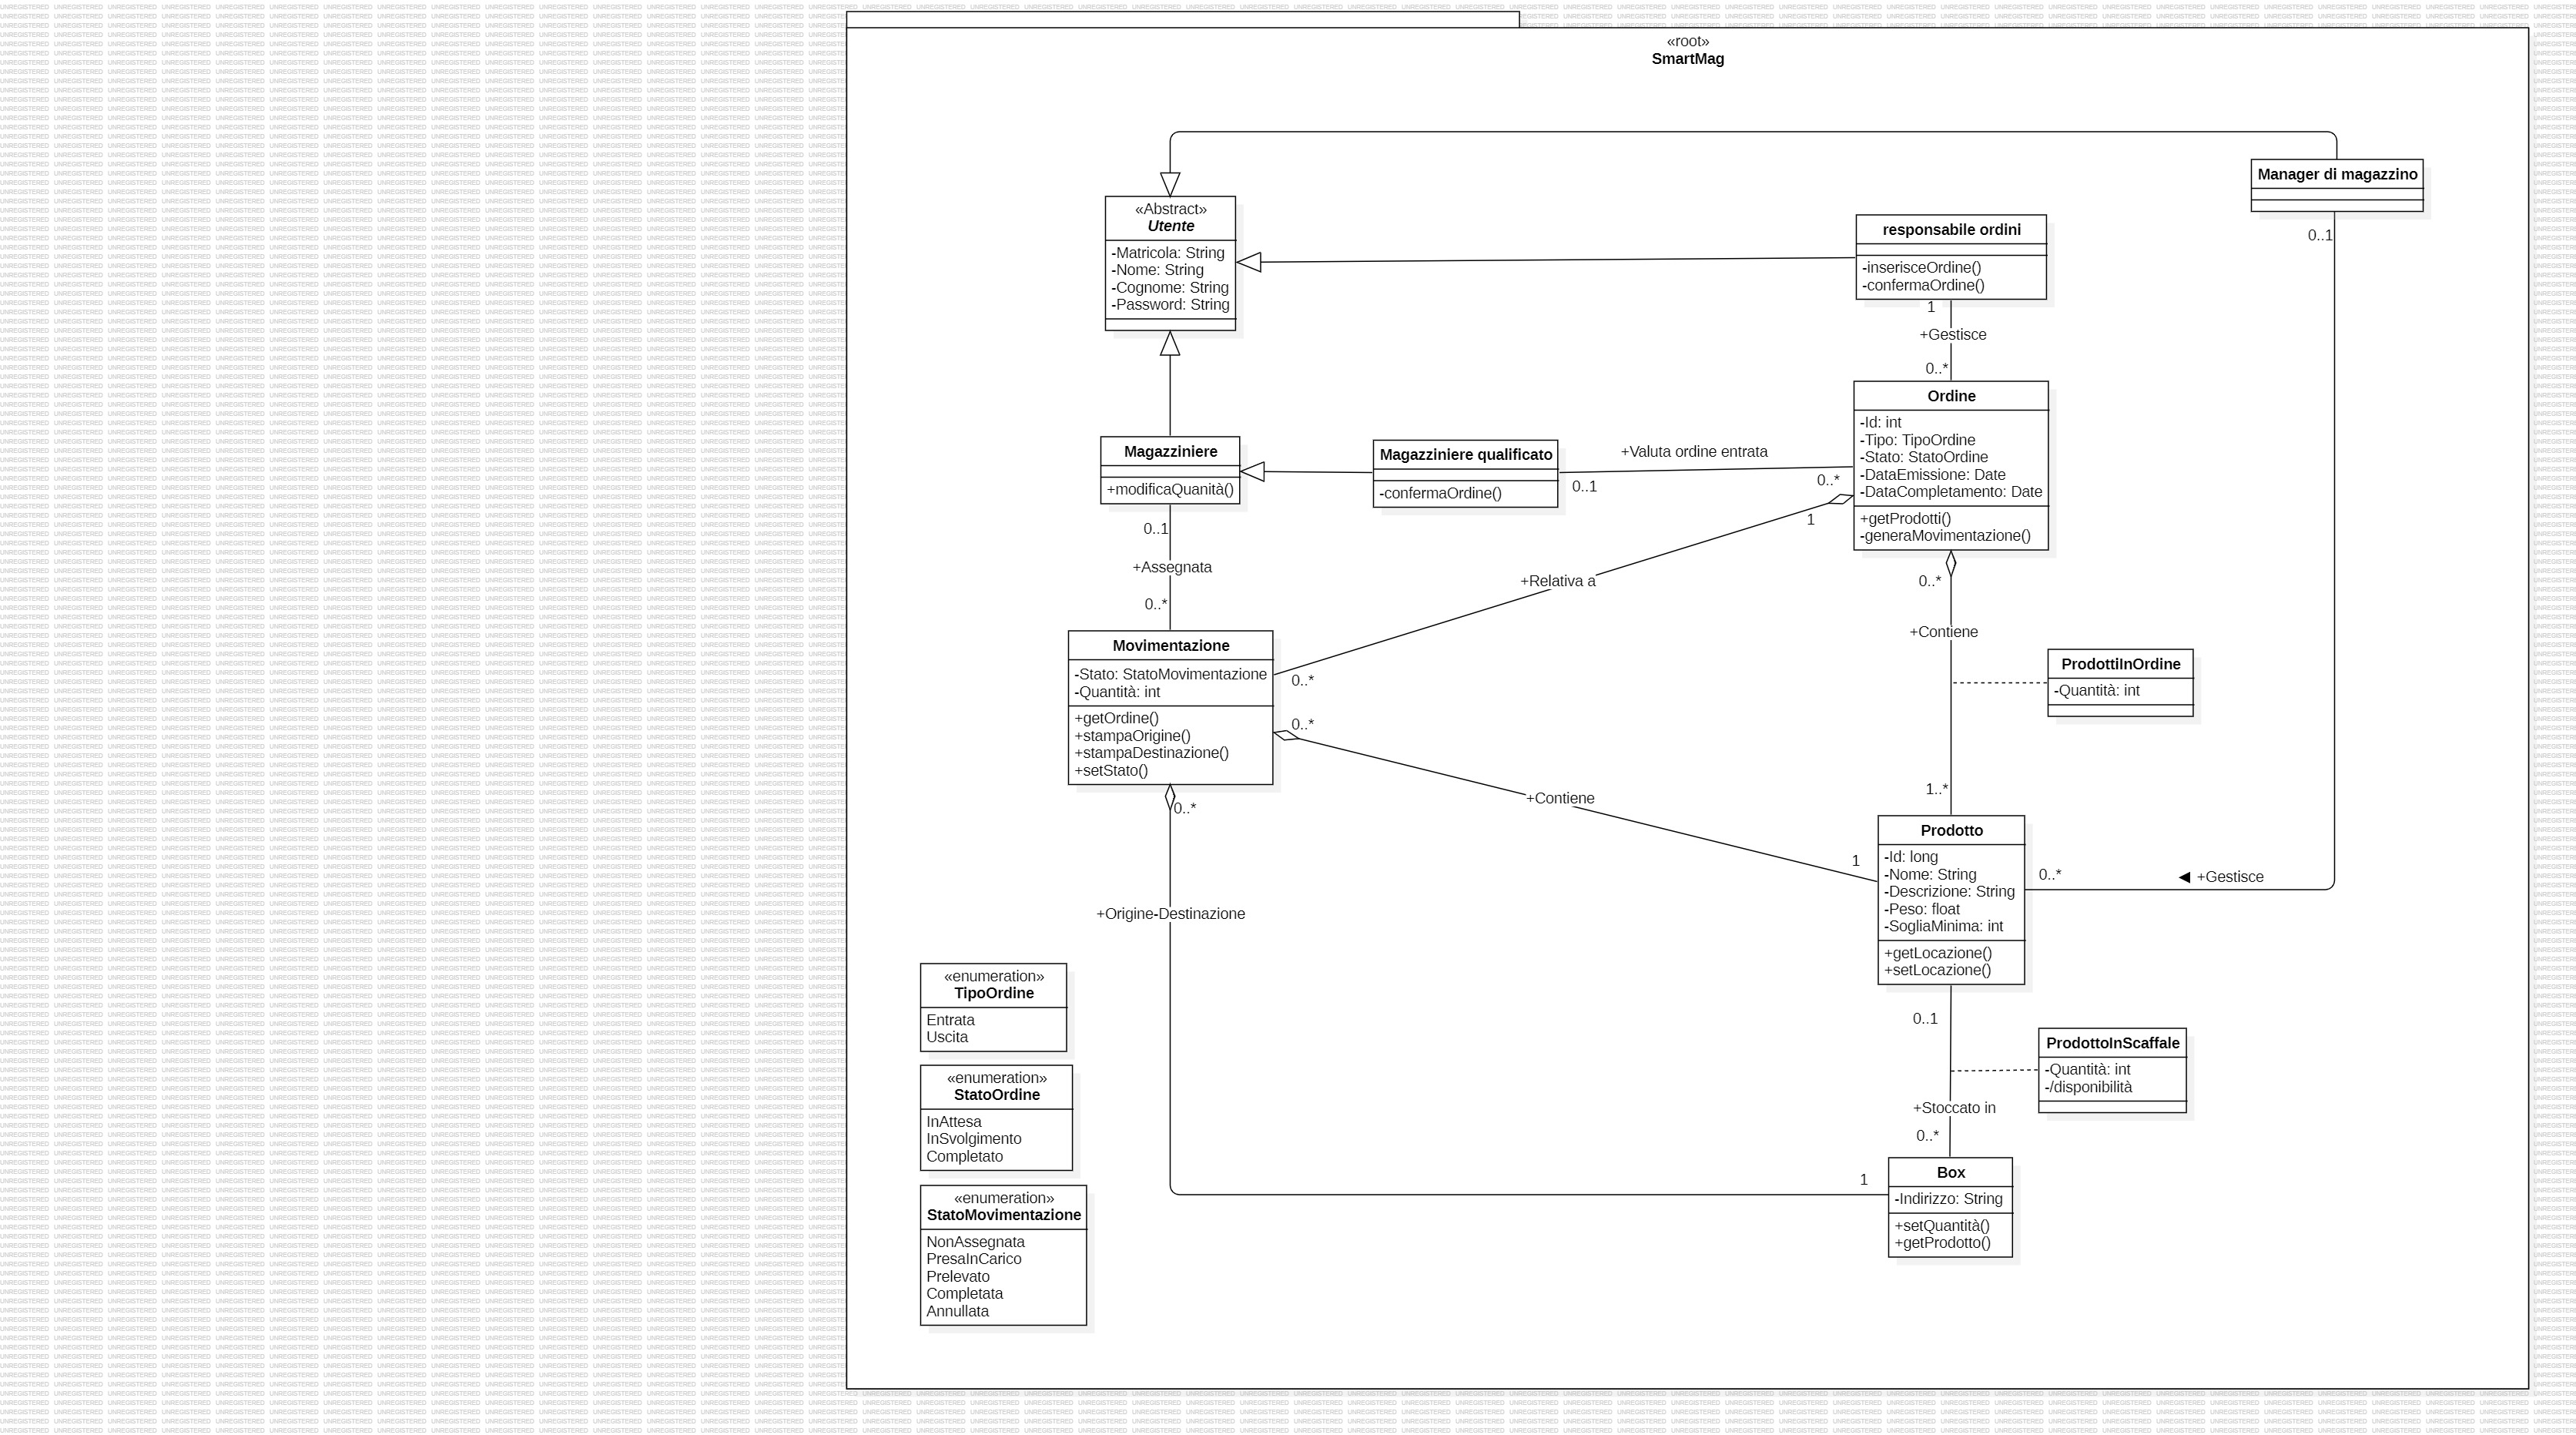 «root»
SmartMag
Manager di magazzino
0..1
«Abstract»
Utente
-Matricola: String
-Nome: String
-Cognome: String
-Password: String
responsabile ordini
-inserisceOrdine()
-confermaOrdine()
1
+Gestisce
0..*
Ordine
-Id: int
-Tipo: TipoOrdine
-Stato: StatoOrdine
-DataEmissione: Date
-DataCompletamento: Date
+getProdotti()
-generaMovimentazione()
Magazziniere
+modificaQuanità()
Magazziniere qualificato
-confermaOrdine()
+Valuta ordine entrata
0..1
0..*
0..1
+Assegnata
0..*
1
+Relativa a
0..*
0..*
+Contiene
1..*
Movimentazione
-Stato: StatoMovimentazione
-Quantità: int
+getOrdine()
+stampaOrigine()
+stampaDestinazione()
+setStato()
ProdottiInOrdine
-Quantità: int
0..*
+Contiene
1
0..*
+Origine-Destinazione
1
Prodotto
-Id: long
-Nome: String
-Descrizione: String
-Peso: float
-SogliaMinima: int
+getLocazione()
+setLocazione()
0..*
+Gestisce
0..1
+Stoccato in
0..*
ProdottoInScaffale
-Quantità: int
-/disponibilità
Box
-Indirizzo: String
+setQuantità()
+getProdotto()
«enumeration»
TipoOrdine
Entrata
Uscita
«enumeration»
StatoOrdine
InAttesa
InSvolgimento
Completato
«enumeration»
StatoMovimentazione
NonAssegnata
PresaInCarico
Prelevato
Completata
Annullata
UNREGISTERED